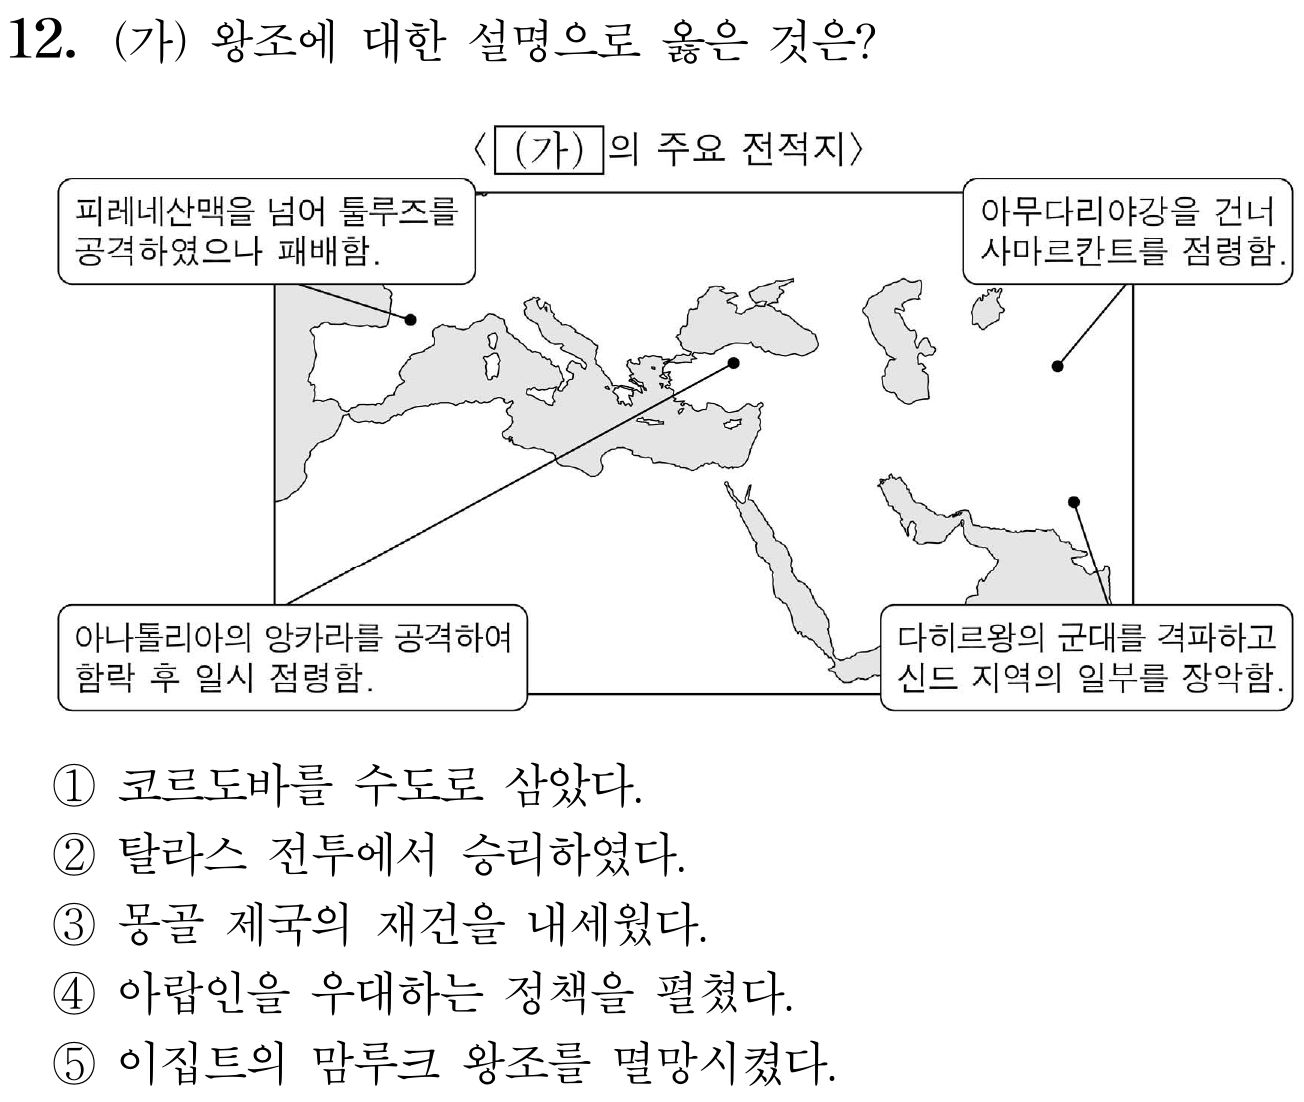 12. (가) 왕조에 대한 설명으로 옳은 것은?
〈 (가) 의 주요 전적지〉
피레네산맥을 넘어 툴루즈를
공격하였으나 패배함.
아무다리야강을 건너
사마르칸트를 점령함.
아나톨리아의 앙카라를 공격하여
함락 후 일시 점령함.
다히르왕의 군대를 격파하고
신드 지역의 일부를 장악함.
① 코르도바를 수도로 삼았다.
② 탈라스 전투에서 승리하였다.
③ 몽골 제국의 재건을 내세웠다.
④ 아랍인을 우대하는 정책을 펼쳤다.
⑤ 이집트의 맘루크 왕조를 멸망시켰다.